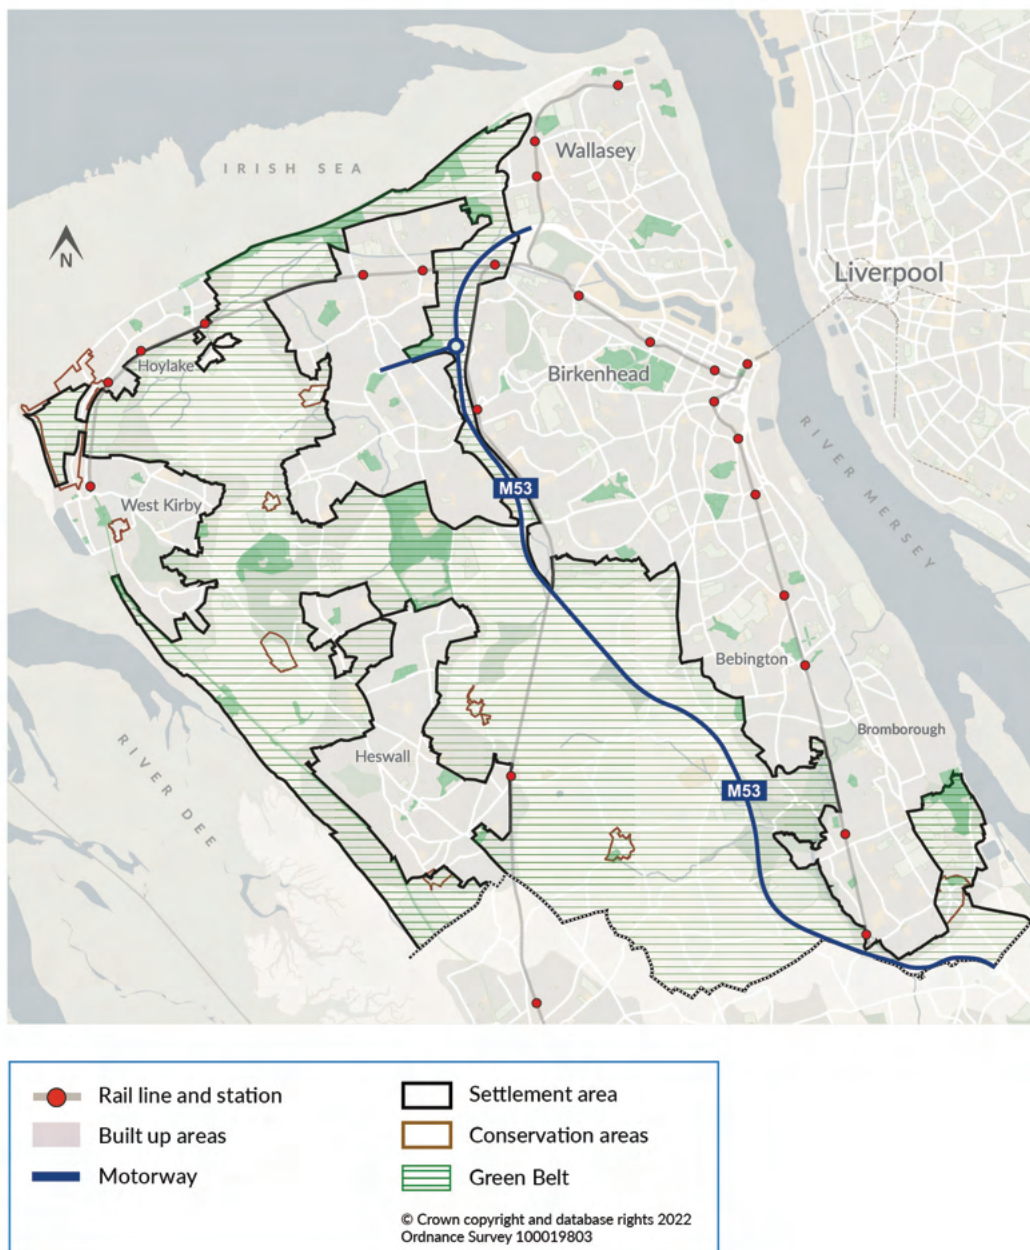 Wallasey
IRISH SEA
N
Liverpool
Hoylake
Birkenhead
RIVER MERSEY
M53
West Kirby
Bebington
Bromborough
RIVER DEE
Heswall
M53
Rail line and station
Built up areas
Motorway
Settlement area
Conservation areas
Green Belt
© Crown copyright and database rights 2022
Ordnance Survey 100019803